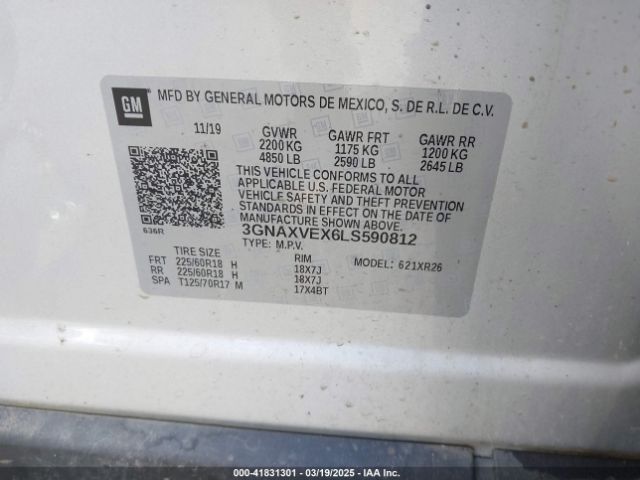 GM
MFD BY GENERAL MOTORS DE MEXICO, S. DE R.L. DE C.V.
11/19 GVWR GAWR FRT GAWR RR
2200 KG 1175 KG 1200 KG
4850 LB 2590 LB 2645 LB
THIS VEHICLE CONFORMS TO ALL
APPLICABLE U.S. FEDERAL MOTOR
VEHICLE SAFETY AND THEFT PREVENTION
STANDARDS IN EFFECT ON THE DATE OF
MANUFACTURE SHOWN ABOVE.
636R 3GNAXVEX6LS590812
TYPE: M.P.V.
TIRE SIZE RIM MODEL: 621XR26
FRT 225/60R18 H 18X7J
RR 225/60R18 H 18X7J
SPA T125/70R17 M 17X4BT
000-41831301 | 03/19/2025 | IAA Inc.